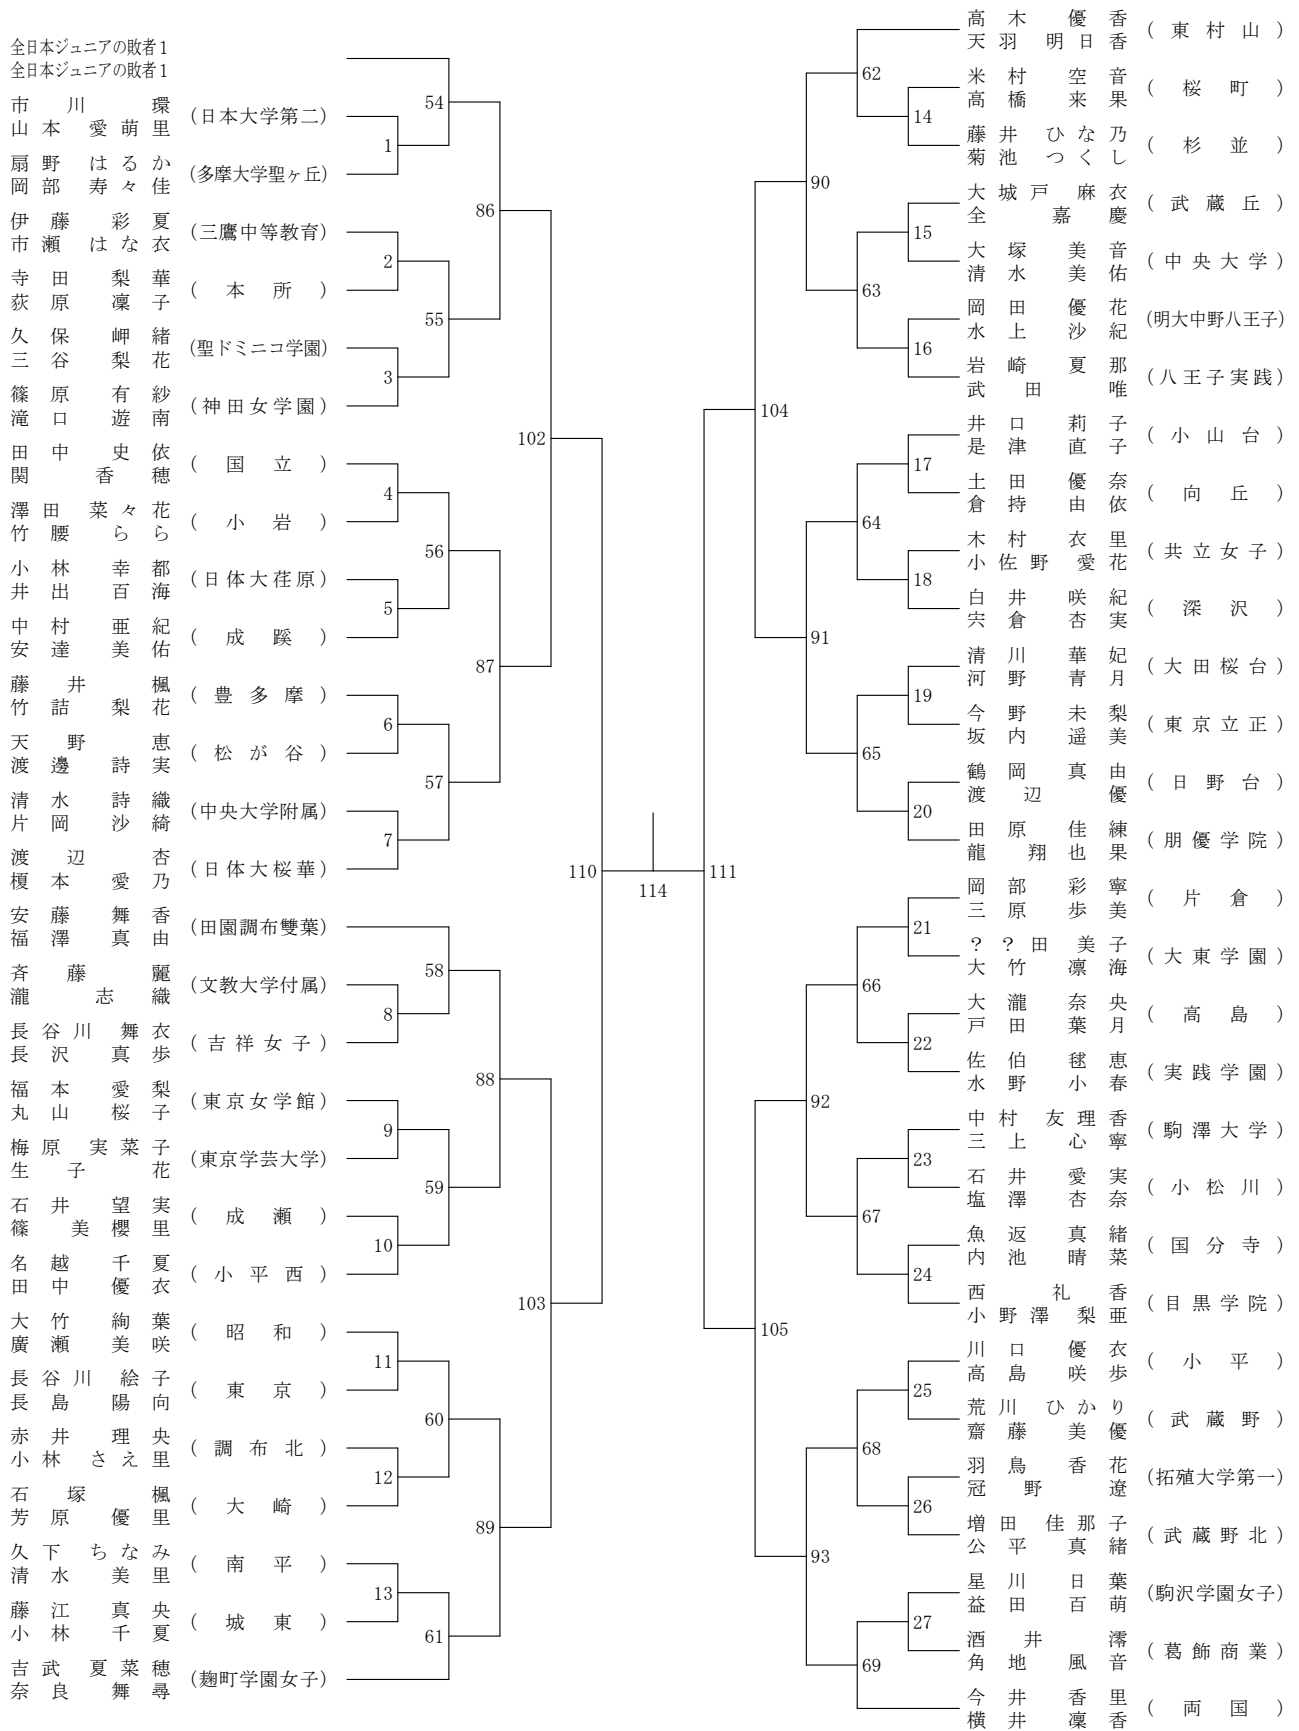 全日本ジュニアの敗者1
全日本ジュニアの敗者1
市川 環
山本 愛萌里
(日本大学第二)
扇野 はるか
岡部 寿々佳
(多摩大学聖ヶ丘)
伊藤 彩夏
市瀬 はな衣
(三鷹中等教育)
寺田 梨華
荻原 凜子
(本所)
久保 岬緒
三谷 梨花
(聖ドミニコ学園)
篠原 有紗
滝口 遊南
(神田女学園)
田中 史依
関 香穂
(国立)
澤田 菜々花
竹腰 らら
(小岩)
小林 幸都
井出 百海
(日体大荏原)
中村 亜紀
安達 美佑
(成蹊)
藤井 楓
竹詰 梨花
(豊多摩)
天野 恵
渡邊 詩実
(松が谷)
清水 詩織
片岡 沙綺
(中央大学附属)
渡辺 杏
榎本 愛乃
(日体大桜華)
安藤 舞香
福澤 真由
(田園調布雙葉)
斉藤 麗
瀧 志織
(文教大学付属)
長谷川 舞衣
長沢 真歩
(吉祥女子)
福本 愛梨
丸山 桜子
(東京女学館)
梅原 実菜子
生子 花
(東京学芸大学)
石井 望実
篠 美櫻里
(成瀬)
名越 千夏
田中 優衣
(小平西)
大竹 絢葉
廣瀬 美咲
(昭和)
長谷川 絵子
長島 陽向
(東京)
赤井 理央
小林 さえ里
(調布北)
石塚 楓
芳原 優里
(大崎)
久下 ちなみ
清水 美里
(南平)
藤江 真央
小林 千夏
(城東)
吉武 夏菜穂
奈良 舞尋
(麹町学園女子)
1
2
3
4
5
6
7
8
9
10
11
12
13
54
55
56
57
58
59
60
61
86
87
88
89
102
103
110
114
111
104
105
90
91
92
93
62
63
64
65
66
67
68
69
14
15
16
17
18
19
20
21
22
23
24
25
26
27
高木 優香
天羽 明日香
(東村山)
米村 空音
高橋 来果
(桜町)
藤井 ひな乃
菊池 つくし
(杉並)
大城戸 麻衣
全 嘉慶
(武蔵丘)
大塚 美音
清水 美佑
(中央大学)
岡田 優花
水上 沙紀
(明大中野八王子)
岩崎 夏那
武田 唯
(八王子実践)
井口 莉子
是津 直子
(小山台)
土田 優奈
倉持 由依
(向丘)
木村 衣里
小佐野 愛花
(共立女子)
白井 咲紀
宍倉 杏実
(深沢)
清川 華妃
河野 青月
(大田桜台)
今野 未梨
坂内 遥美
(東京立正)
鶴岡 真由
渡辺 優
(日野台)
田原 佳練
龍 翔也果
(朋優学院)
岡部 彩寧
三原 歩美
(片倉)
??田 美子
大竹 凛海
(大東学園)
大瀧 奈央
戸田 葉月
(高島)
佐伯 毬恵
水野 小春
(実践学園)
中村 友理香
三上 心寧
(駒澤大学)
石井 愛実
塩澤 杏奈
(小松川)
魚返 真緒
内池 晴菜
(国分寺)
西 礼香
小野澤 梨亜
(目黒学院)
川口 優衣
高島 咲歩
(小平)
荒川 ひかり
齋藤 美優
(武蔵野)
羽鳥 香花
冠野 遼
(拓殖大学第一)
増田 佳那子
公平 真緒
(武蔵野北)
星川 日葉
益田 百萌
(駒沢学園女子)
酒井 澪
角地 風音
(葛飾商業)
今井 香里
横井 凜香
(両国)